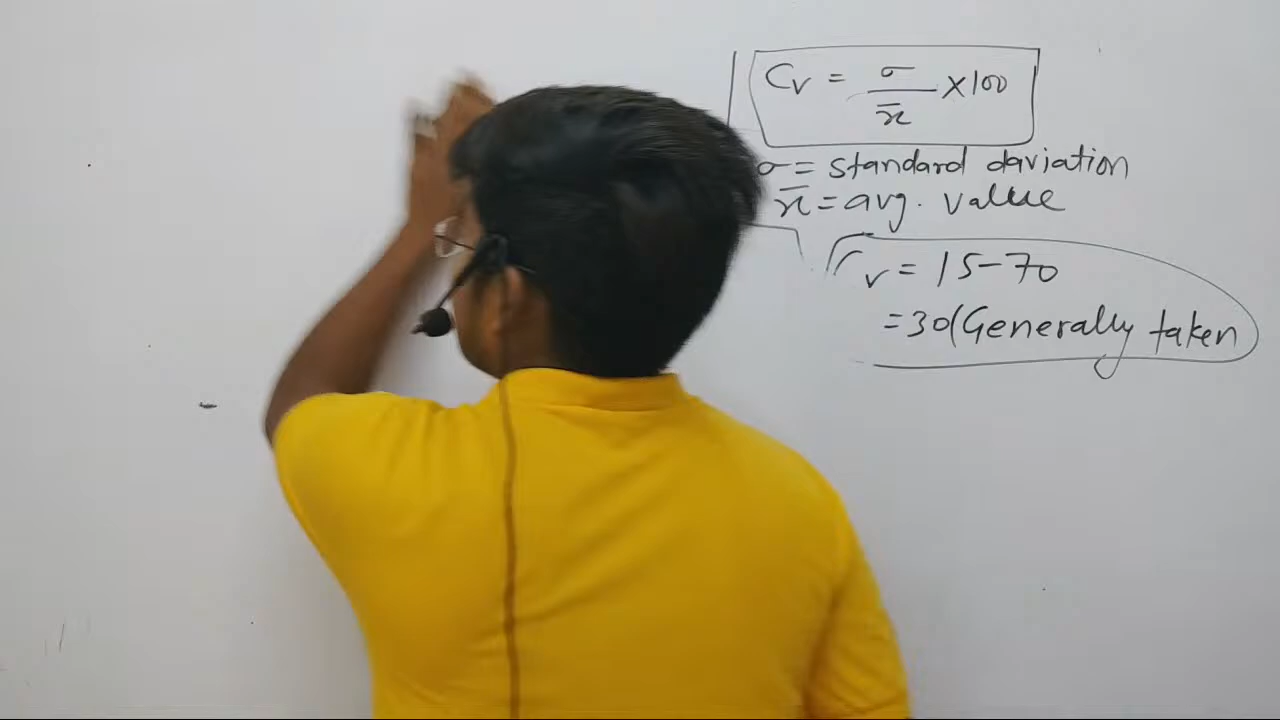 Cv = σ/x̄ ×100
σ = standard daviation
x̄ = avg. value
Cv = 15-70
=30(Generally taken